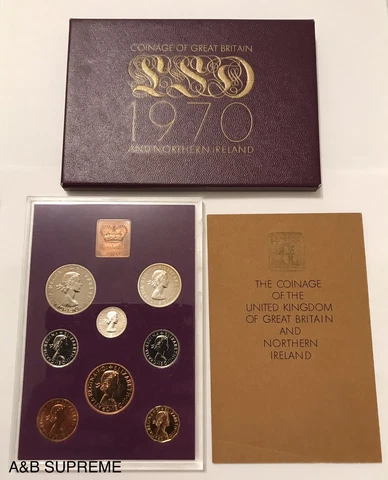 COINAGE OF GREAT BRITAIN
LSD
1970
AND NORTHERN IRELAND
THE COINAGE
OF THE
UNITED KINGDOM
OF GREAT BRITAIN
AND
NORTHERN
IRELAND
A&B SUPREME